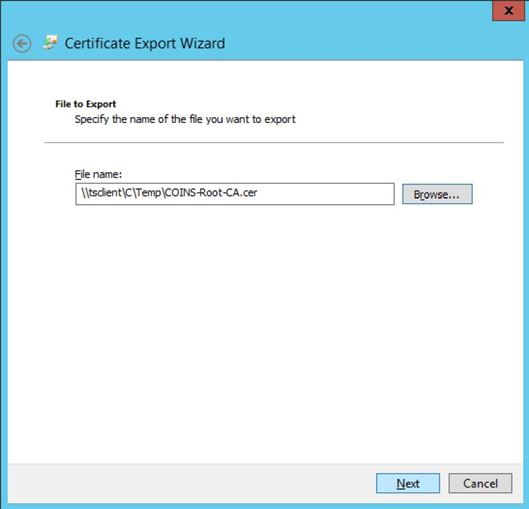 x
Certificate Export Wizard
File to Export
Specify the name of the file you want to export
File name:
\\tsclient\C\Temp\COINS-Root-CA.cer
Browse...
Next
Cancel